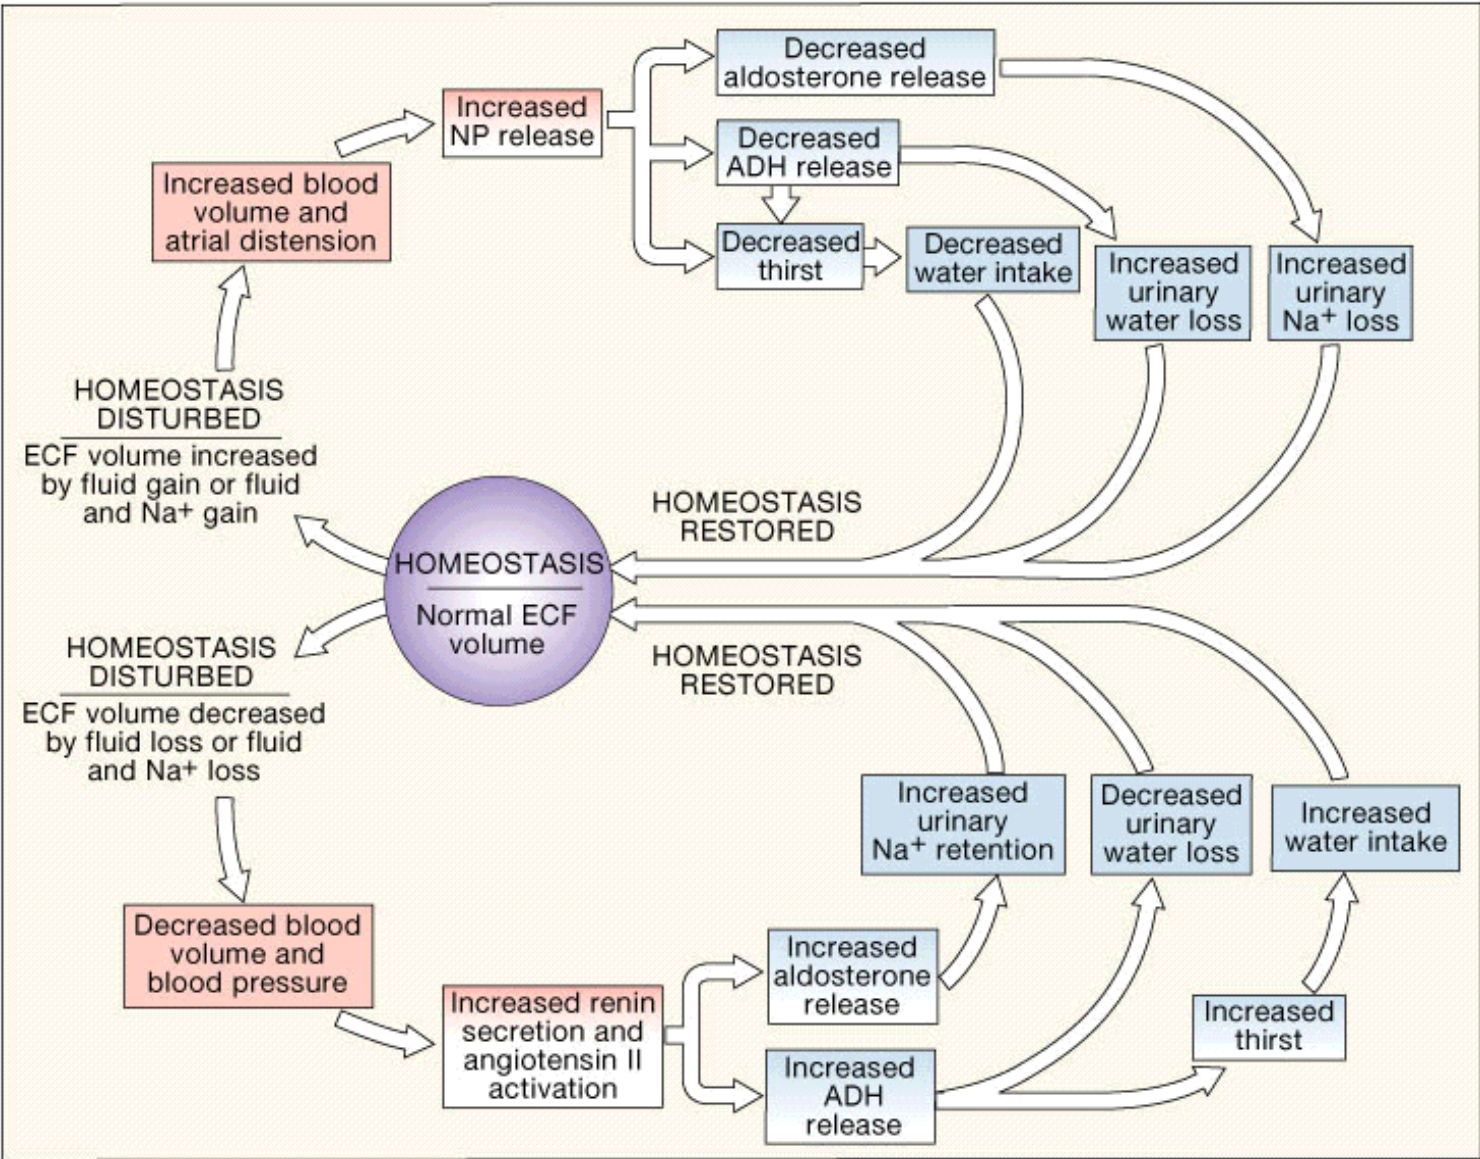 Decreased
aldosterone release
Increased
NP release
Decreased
ADH release
Increased blood
volume and
atrial distension
Decreased
thirst
Decreased
water intake
Increased
urinary
water loss
Increased
urinary
Na+ loss
HOMEOSTASIS
DISTURBED
ECF volume increased
by fluid gain or fluid
and Na+ gain
HOMEOSTASIS
RESTORED
HOMEOSTASIS
Normal ECF
volume
HOMEOSTASIS
RESTORED
HOMEOSTASIS
DISTURBED
ECF volume decreased
by fluid loss or fluid
and Na+ loss
Increased
urinary
Na+ retention
Decreased
urinary
water loss
Increased
water intake
Decreased blood
volume and
blood pressure
Increased renin
secretion and
angiotensin II
activation
Increased
aldosterone
release
Increased
ADH
release
Increased
thirst